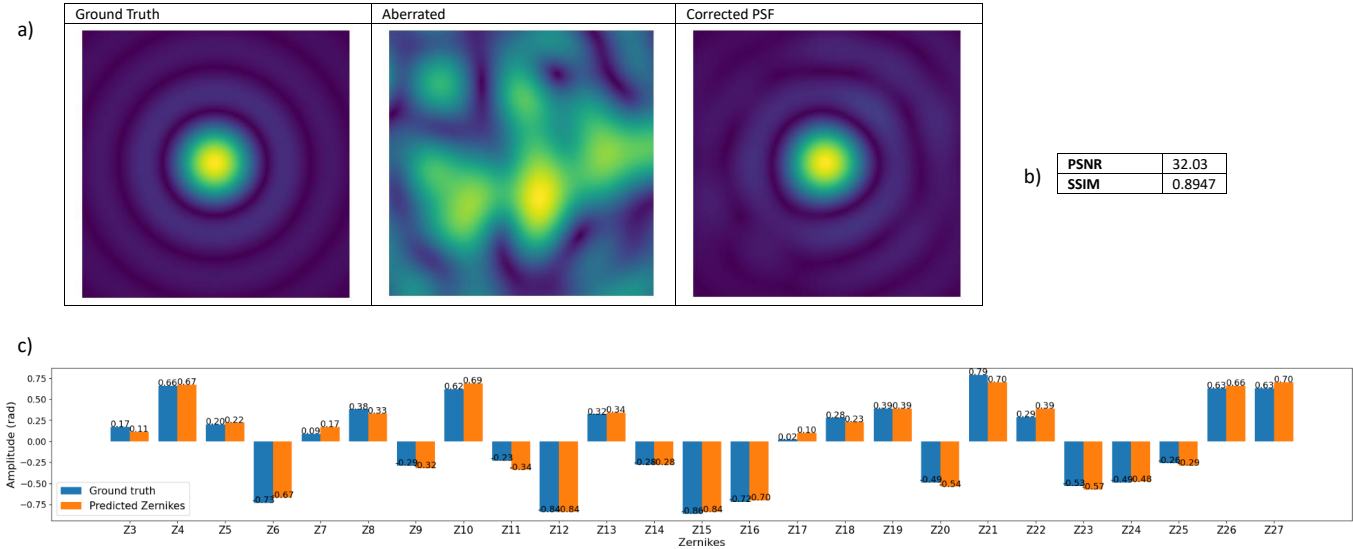 a)
Ground Truth Aberrated Corrected PSF
b)
PSNR 32.03
SSIM 0.8947
c)
Amplitude (rad)
0.75
0.50
0.25
0.00
−0.25
−0.50
−0.75
0.17 0.11 0.66 0.67 0.20 0.22 -0.73 -0.67 0.09 0.17 0.38 0.33 -0.29 -0.32 0.62 0.69 -0.23 -0.34 -0.84 -0.84 0.32 0.34 -0.28 -0.28 -0.86 -0.84 -0.72 -0.70 0.02 0.10 0.28 0.23 0.39 0.39 -0.49 -0.54 0.79 0.70 0.29 0.39 -0.53 -0.57 -0.49 -0.48 -0.26 -0.29 0.63 0.66 0.63 0.70
Ground truth
Predicted Zernikes
Z3 Z4 Z5 Z6 Z7 Z8 Z9 Z10 Z11 Z12 Z13 Z14 Z15 Z16 Z17 Z18 Z19 Z20 Z21 Z22 Z23 Z24 Z25 Z26 Z27
Zernikes